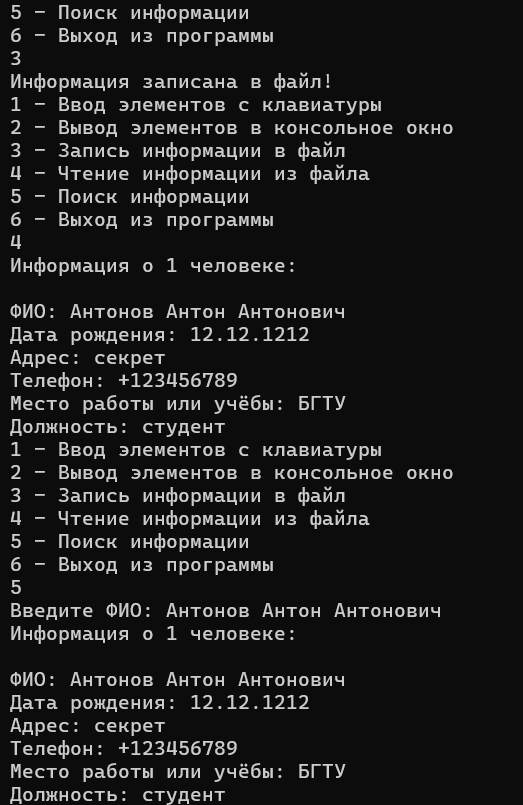 5 – Поиск информации
6 – Выход из программы
3
Информация записана в файл!
1 – Ввод элементов с клавиатуры
2 – Вывод элементов в консольное окно
3 – Запись информации в файл
4 – Чтение информации из файла
5 – Поиск информации
6 – Выход из программы
4
Информация о 1 человеке:
ФИО: Антонов Антон Антонович
Дата рождения: 12.12.1212
Адрес: секрет
Телефон: +123456789
Место работы или учёбы: БГТУ
Должность: студент
1 – Ввод элементов с клавиатуры
2 – Вывод элементов в консольное окно
3 – Запись информации в файл
4 – Чтение информации из файла
5 – Поиск информации
6 – Выход из программы
5
Введите ФИО: Антонов Антон Антонович
Информация о 1 человеке:
ФИО: Антонов Антон Антонович
Дата рождения: 12.12.1212
Адрес: секрет
Телефон: +123456789
Место работы или учёбы: БГТУ
Должность: студент